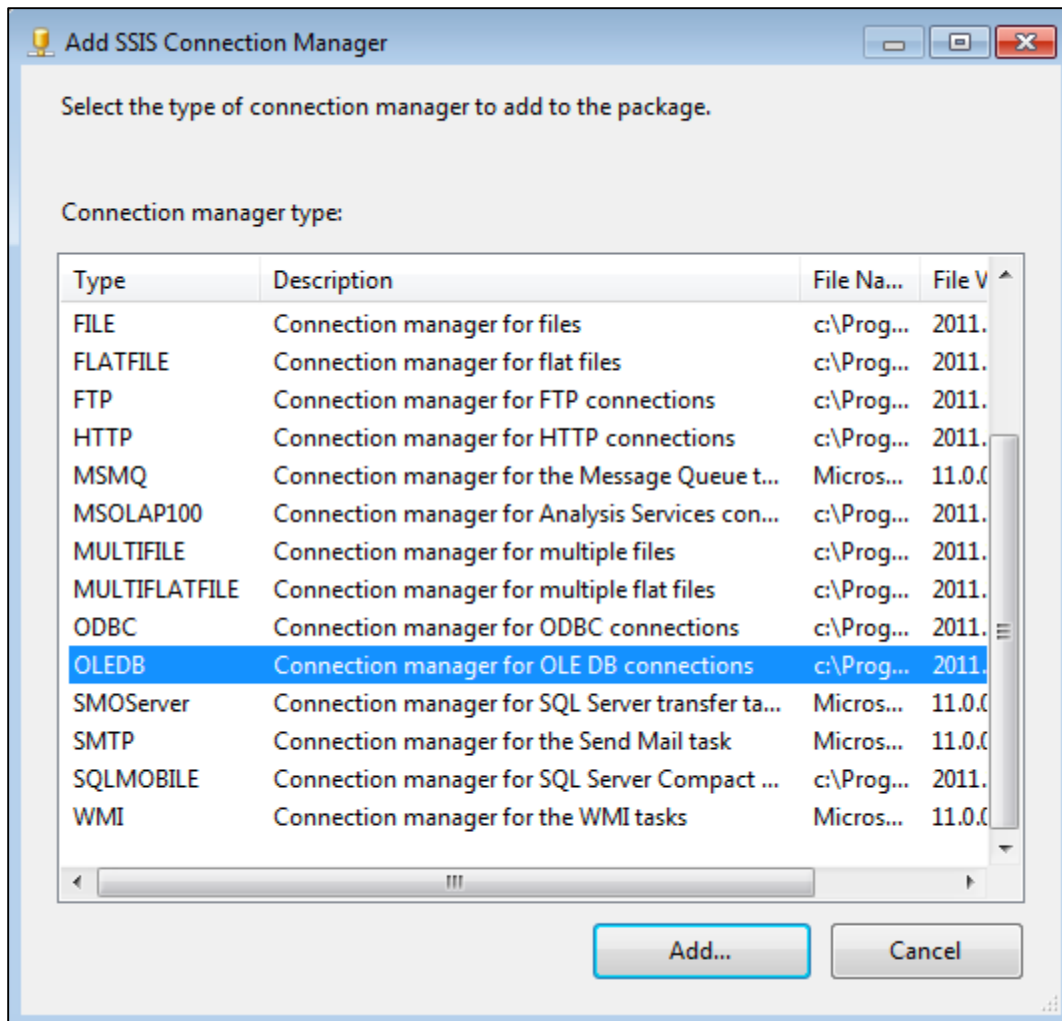 Add SSIS Connection Manager
Select the type of connection manager to add to the package.
Connection manager type:
Type Description File Na... File V
FILE Connection manager for files c:\Prog... 2011.
FLATFILE Connection manager for flat files c:\Prog... 2011.
FTP Connection manager for FTP connections c:\Prog... 2011.
HTTP Connection manager for HTTP connections c:\Prog... 2011.
MSMQ Connection manager for the Message Queue t... Micros... 11.0.0
MSOLAP100 Connection manager for Analysis Services con... c:\Prog... 2011.
MULTIFILE Connection manager for multiple files c:\Prog... 2011.
MULTIFLATFILE Connection manager for multiple flat files c:\Prog... 2011.
ODBC Connection manager for ODBC connections c:\Prog... 2011.
OLEDB Connection manager for OLE DB connections c:\Prog... 2011.
SMOServer Connection manager for SQL Server transfer ta... Micros... 11.0.0
SMTP Connection manager for the Send Mail task Micros... 11.0.0
SQLMOBILE Connection manager for SQL Server Compact ... c:\Prog... 2011.
WMI Connection manager for the WMI tasks Micros... 11.0.0
Add... Cancel